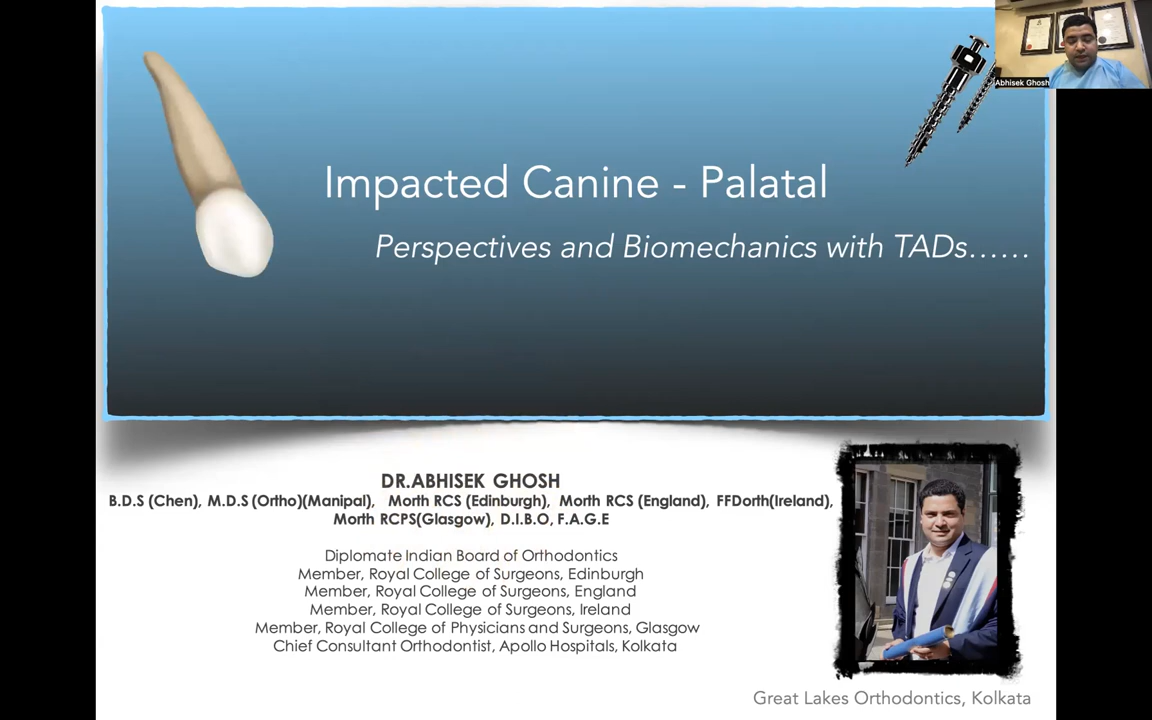 Abhisek Ghosh
Impacted Canine - Palatal
Perspectives and Biomechanics with TADs......
DR.ABHISEK GHOSH
B.D.S (Chen), M.D.S (Ortho)(Manipal), Morth RCS (Edinburgh), Morth RCS (England), FFDorth(Ireland),
Morth RCPS(Glasgow), D.I.B.O, F.A.G.E
Diplomate Indian Board of Orthodontics
Member, Royal College of Surgeons, Edinburgh
Member, Royal College of Surgeons, England
Member, Royal College of Surgeons, Ireland
Member, Royal College of Physicians and Surgeons, Glasgow
Chief Consultant Orthodontist, Apollo Hospitals, Kolkata
Great Lakes Orthodontics, Kolkata